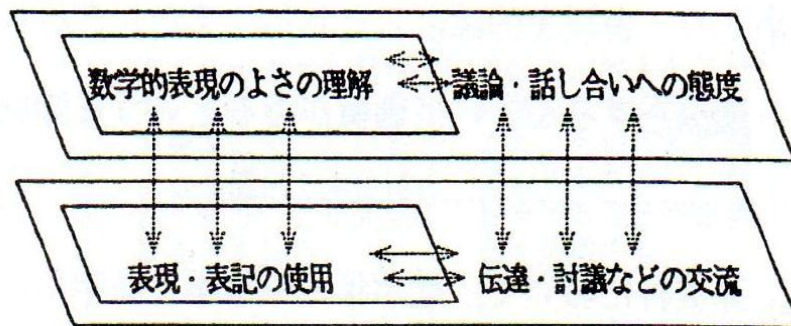 数学的表現のよさの理解
議論・話し合いへの態度
表現・表記の使用
伝達・討議などの交流